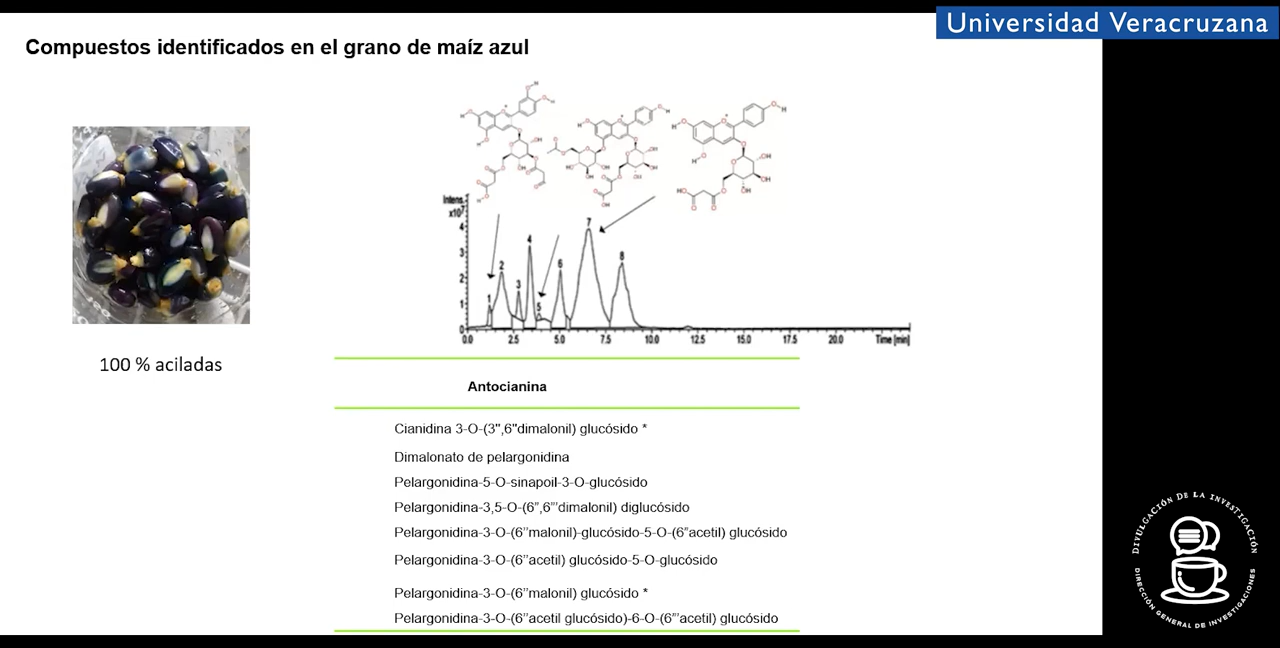 Universidad Veracruzana
Compuestos identificados en el grano de maíz azul
Intens.
x10⁷
4
3
2
1
0
1
2
3
4
5
6
7
8
0.0 2.5 5.0 7.5 10.0 12.5 15.0 17.5 20.0 Time [min]
100 % aciladas
Antocianina
Cianidina 3-O-(3",6"dimalonil) glucósido *
Dimalonato de pelargonidina
Pelargonidina-5-O-sinapoil-3-O-glucósido
Pelargonidina-3,5-O-(6”,6”’dimalonil) diglucósido
Pelargonidina-3-O-(6’’malonil)-glucósido-5-O-(6”acetil) glucósido
Pelargonidina-3-O-(6’’acetil) glucósido-5-O-glucósido
Pelargonidina-3-O-(6’’malonil) glucósido *
Pelargonidina-3-O-(6’’acetil glucósido)-6-O-(6”’acetil) glucósido
DIVULGACIÓN DE LA INVESTIGACIÓN
DIRECCIÓN GENERAL DE INVESTIGACIONES